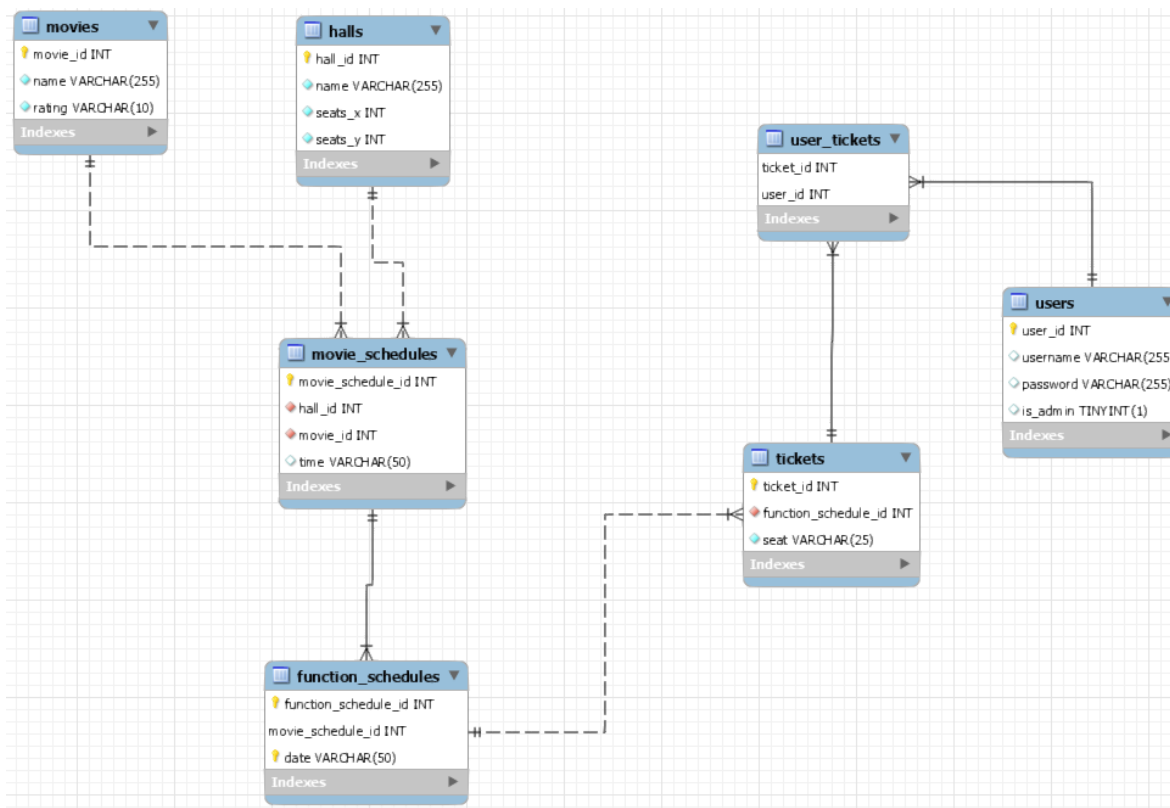 movies
movie_id INT
name VARCHAR(255)
rating VARCHAR(10)
Indexes
halls
hall_id INT
name VARCHAR(255)
seats_x INT
seats_y INT
Indexes
user_tickets
ticket_id INT
user_id INT
Indexes
users
user_id INT
username VARCHAR(255
password VARCHAR(255)
is_admin TINYINT(1)
Indexes
movie_schedules
movie_schedule_id INT
hall_id INT
movie_id INT
time VARCHAR(50)
Indexes
tickets
ticket_id INT
function_schedule_id INT
seat VARCHAR(25)
Indexes
function_schedules
function_schedule_id INT
movie_schedule_id INT
date VARCHAR(50)
Indexes